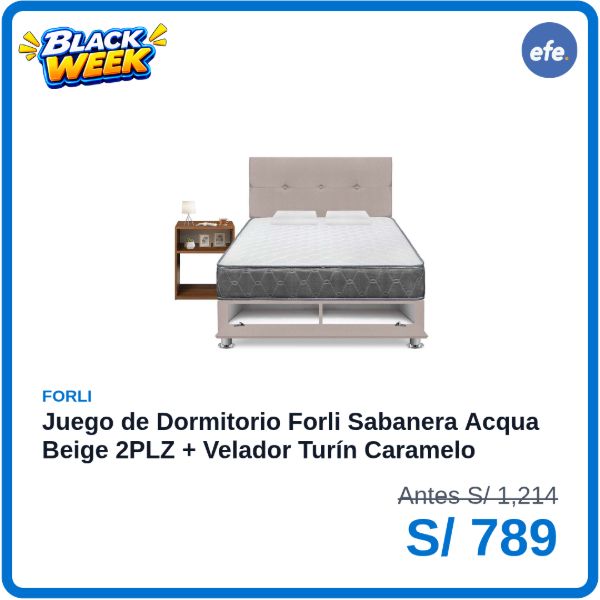 BLACK
WEEK
efe.
FORLI
Juego de Dormitorio Forli Sabanera Acqua
Beige 2PLZ + Velador Turín Caramelo
Antes S/ 1,214
S/ 789